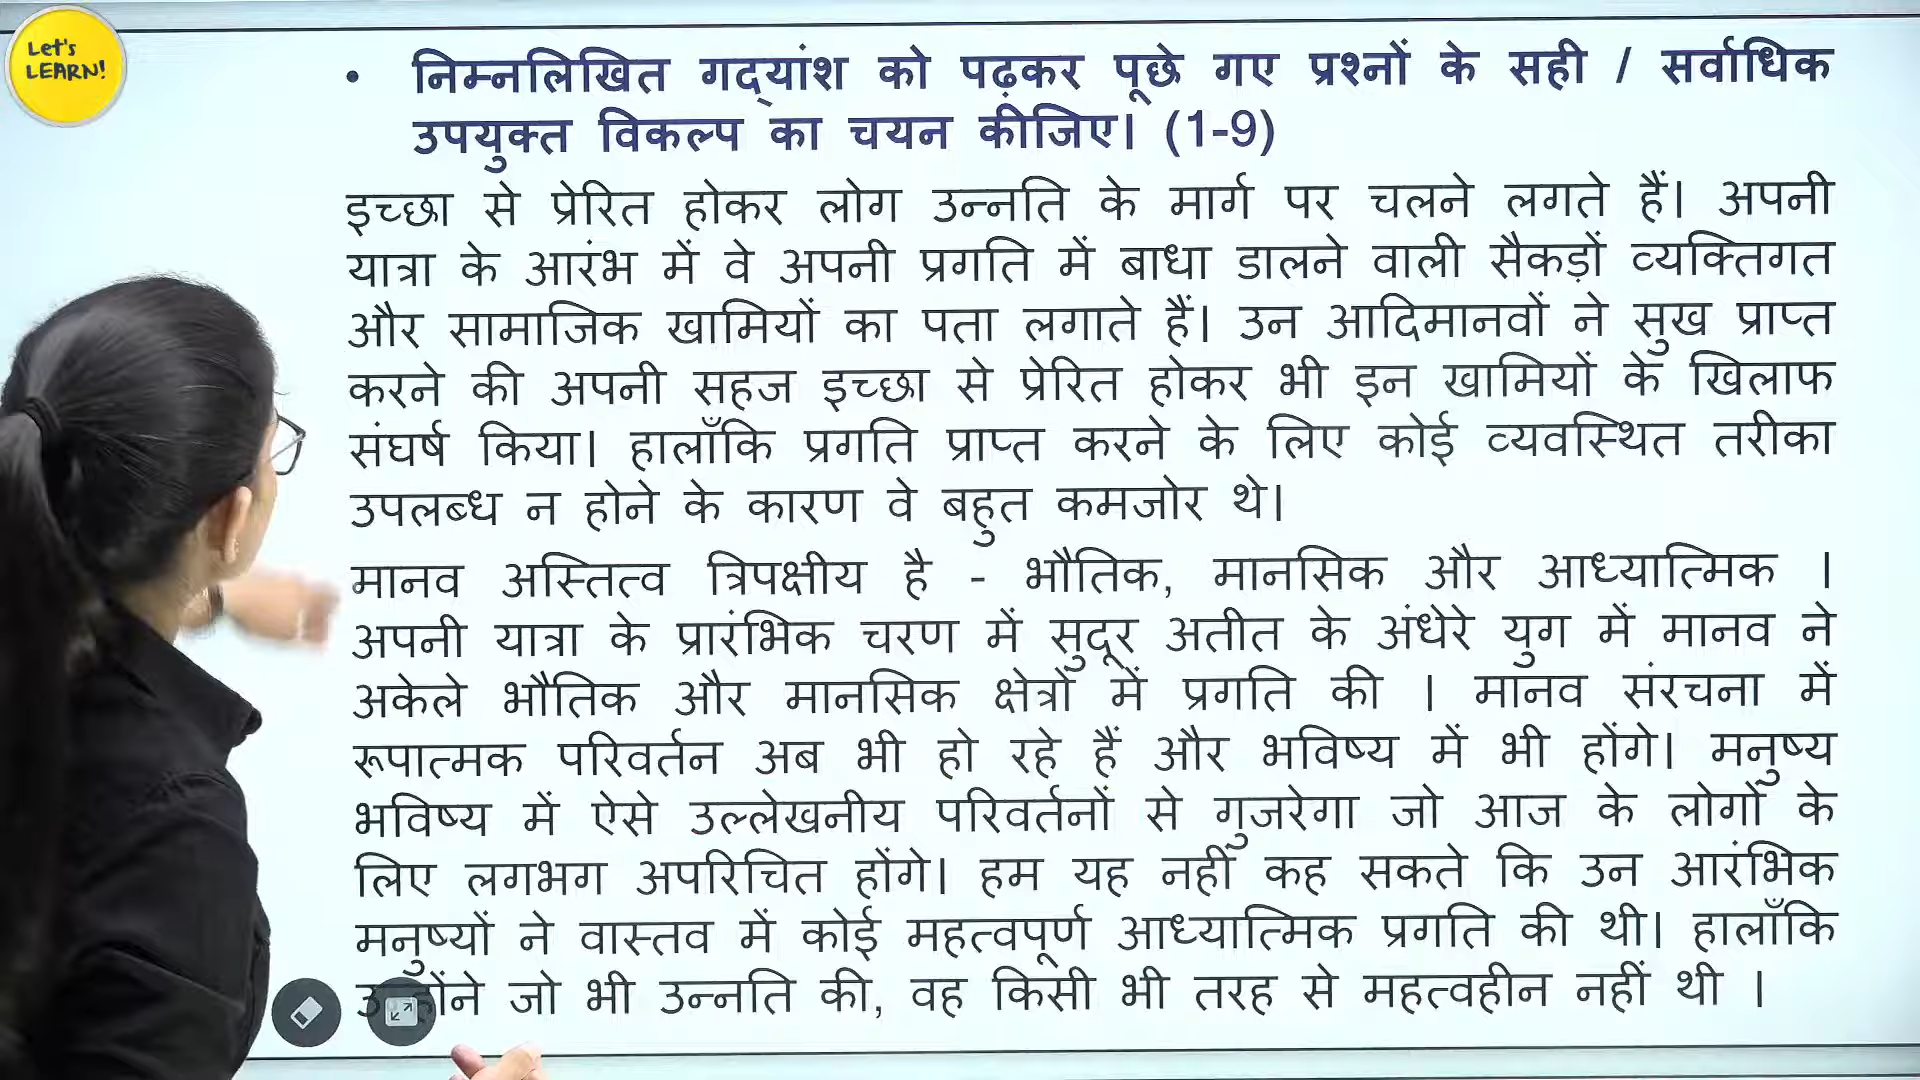 Let's
LEARN!
• निम्नलिखित गद्यांश को पढ़कर पूछे गए प्रश्नों के सही / सर्वाधिक
उपयुक्त विकल्प का चयन कीजिए। (1-9)
इच्छा से प्रेरित होकर लोग उन्नति के मार्ग पर चलने लगते हैं। अपनी
यात्रा के आरंभ में वे अपनी प्रगति में बाधा डालने वाली सैकड़ों व्यक्तिगत
और सामाजिक खामियों का पता लगाते हैं। उन आदिमानवों ने सुख प्राप्त
करने की अपनी सहज इच्छा से प्रेरित होकर भी इन खामियों के खिलाफ
संघर्ष किया। हालाँकि प्रगति प्राप्त करने के लिए कोई व्यवस्थित तरीका
उपलब्ध न होने के कारण वे बहुत कमजोर थे।
मानव अस्तित्व त्रिपक्षीय है - भौतिक, मानसिक और आध्यात्मिक ।
अपनी यात्रा के प्रारंभिक चरण में सुदूर अतीत के अंधेरे युग में मानव ने
अकेले भौतिक और मानसिक क्षेत्रों में प्रगति की । मानव संरचना में
रूपात्मक परिवर्तन अब भी हो रहे हैं और भविष्य में भी होंगे। मनुष्य
भविष्य में ऐसे उल्लेखनीय परिवर्तनों से गुजरेगा जो आज के लोगों के
लिए लगभग अपरिचित होंगे। हम यह नहीं कह सकते कि उन आरंभिक
मनुष्यों ने वास्तव में कोई महत्वपूर्ण आध्यात्मिक प्रगति की थी। हालाँकि
जो भी उन्नति की, वह किसी भी तरह से महत्वहीन नहीं थी ।